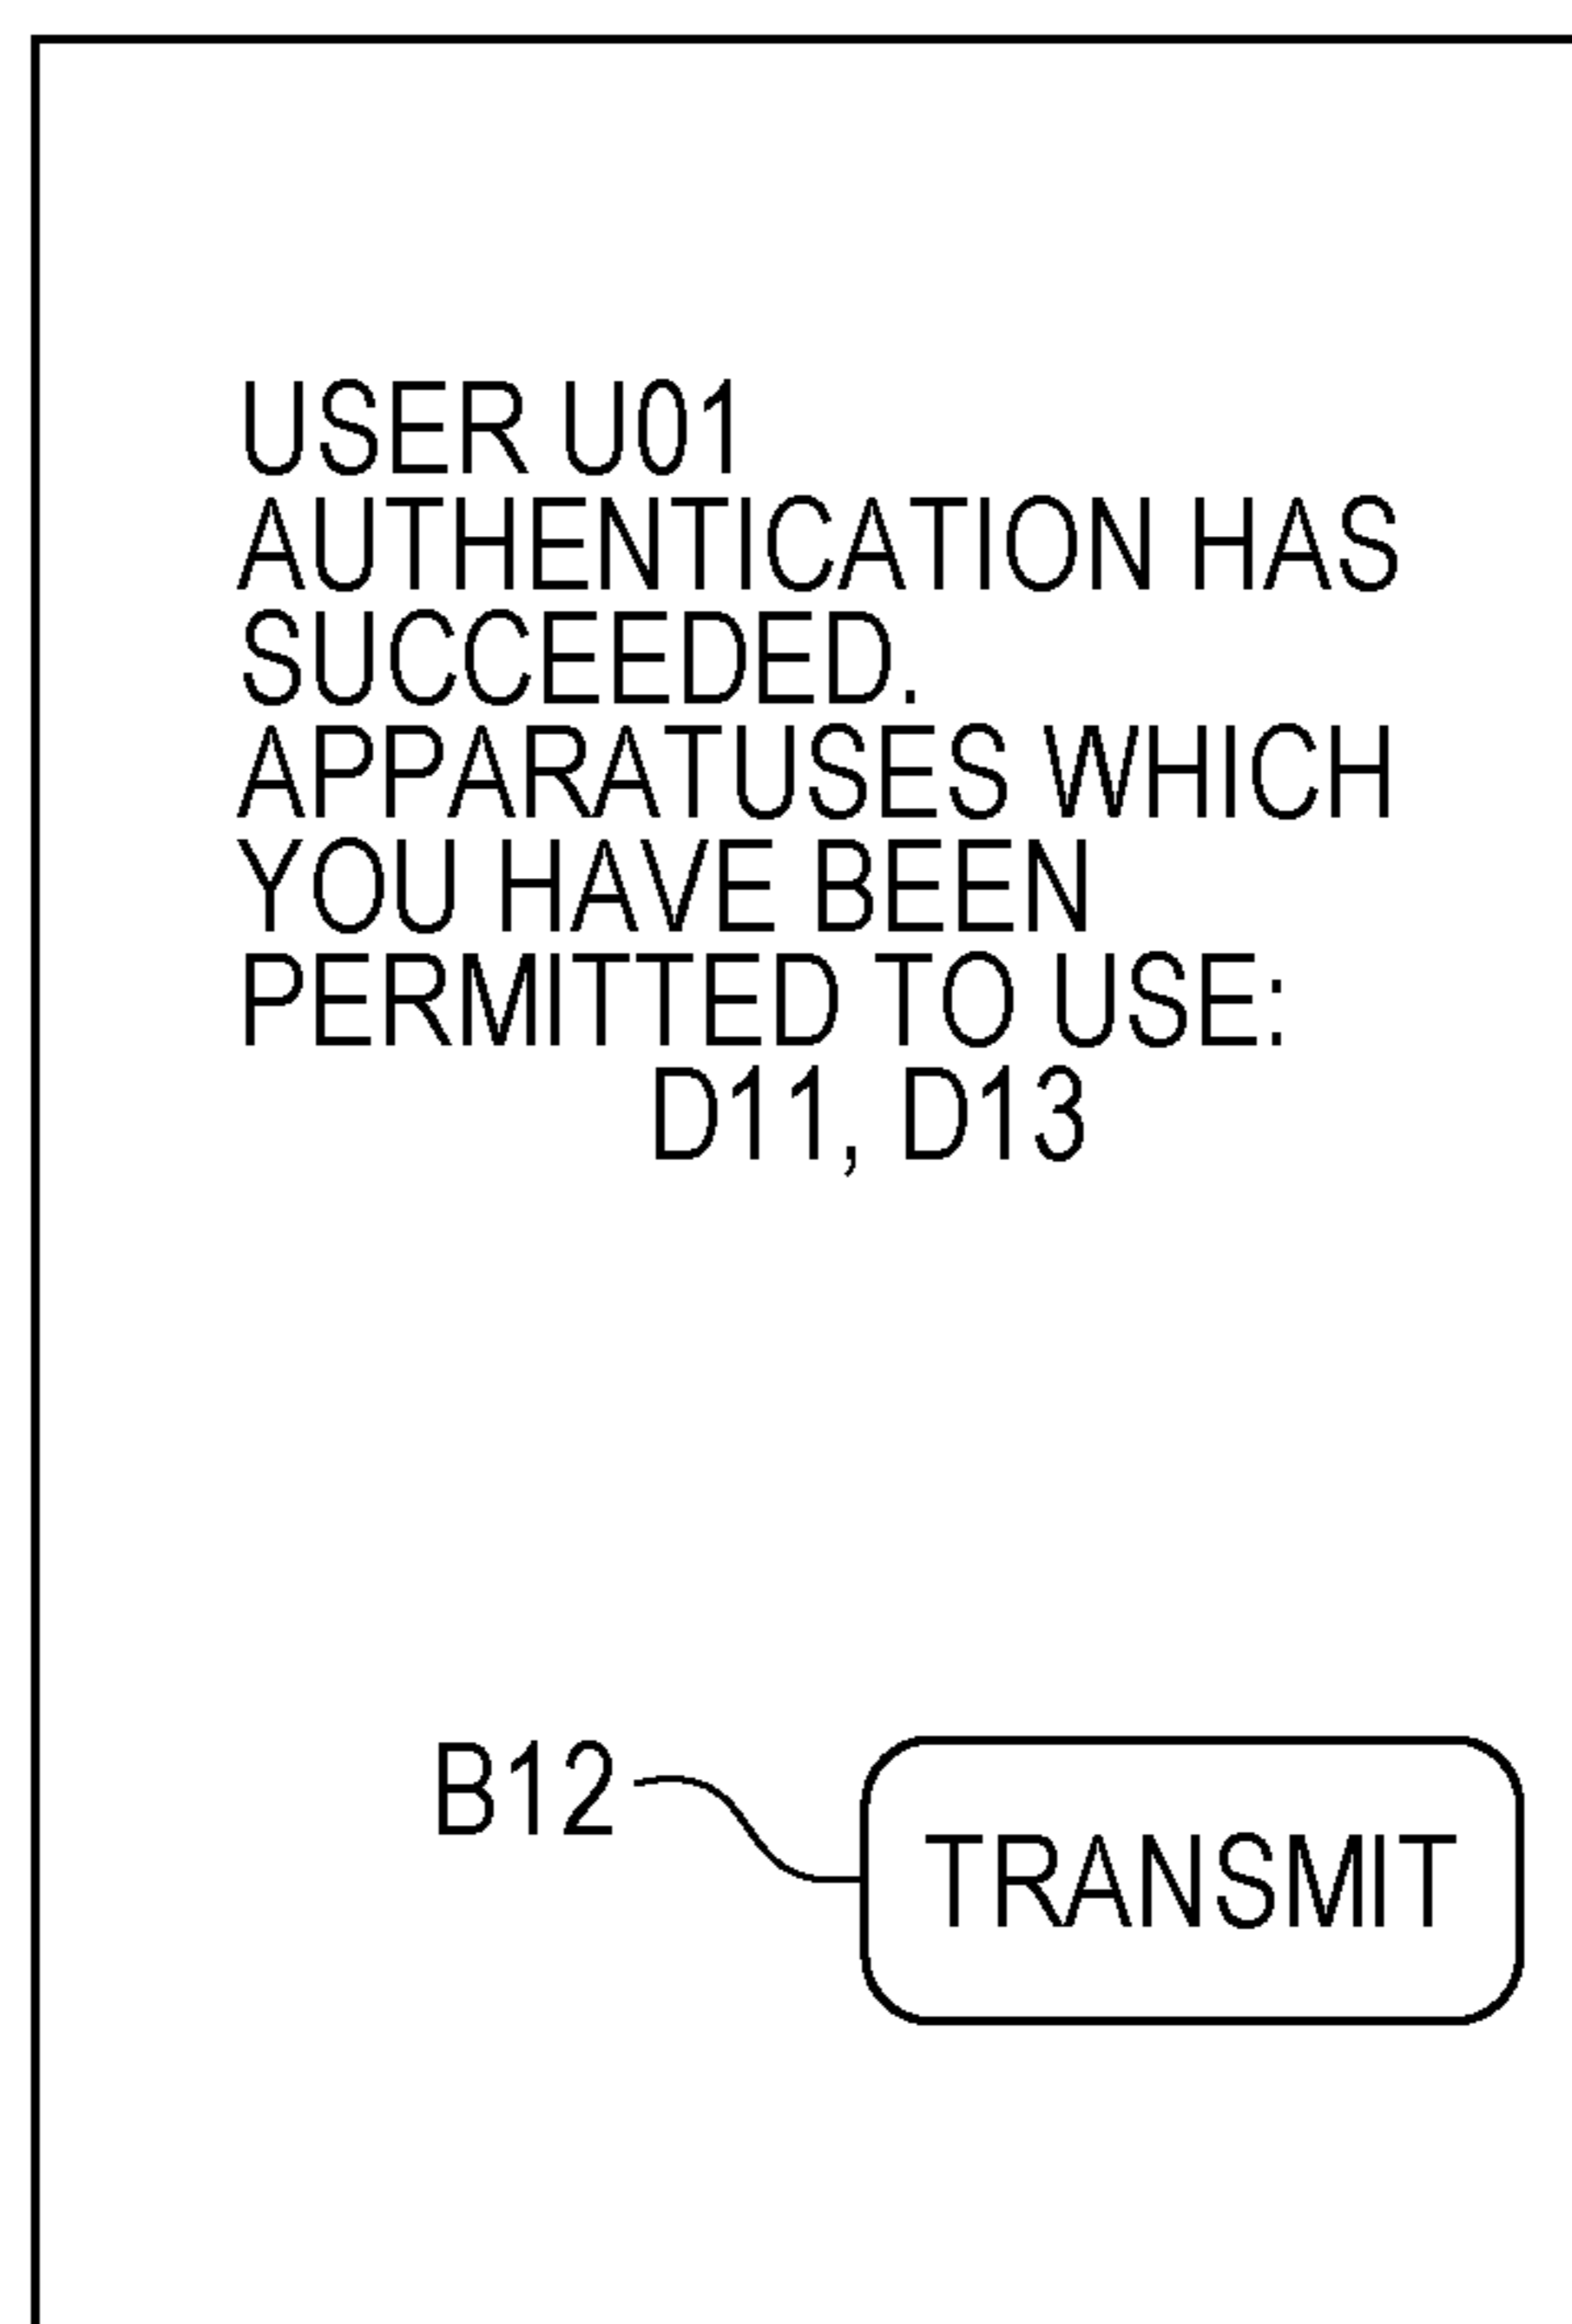 USER U01
AUTHENTICATION HAS
SUCCEEDED.
APPARATUSES WHICH
YOU HAVE BEEN
PERMITTED TO USE:
D11, D13
B12
TRANSMIT